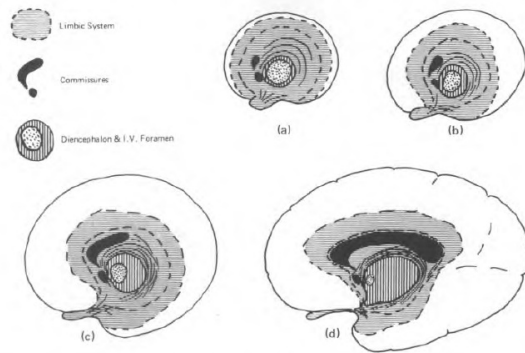 Limbic System
Commissures
Diencephalon & I.V. Foramen
(a)
(b)
(c)
(d)